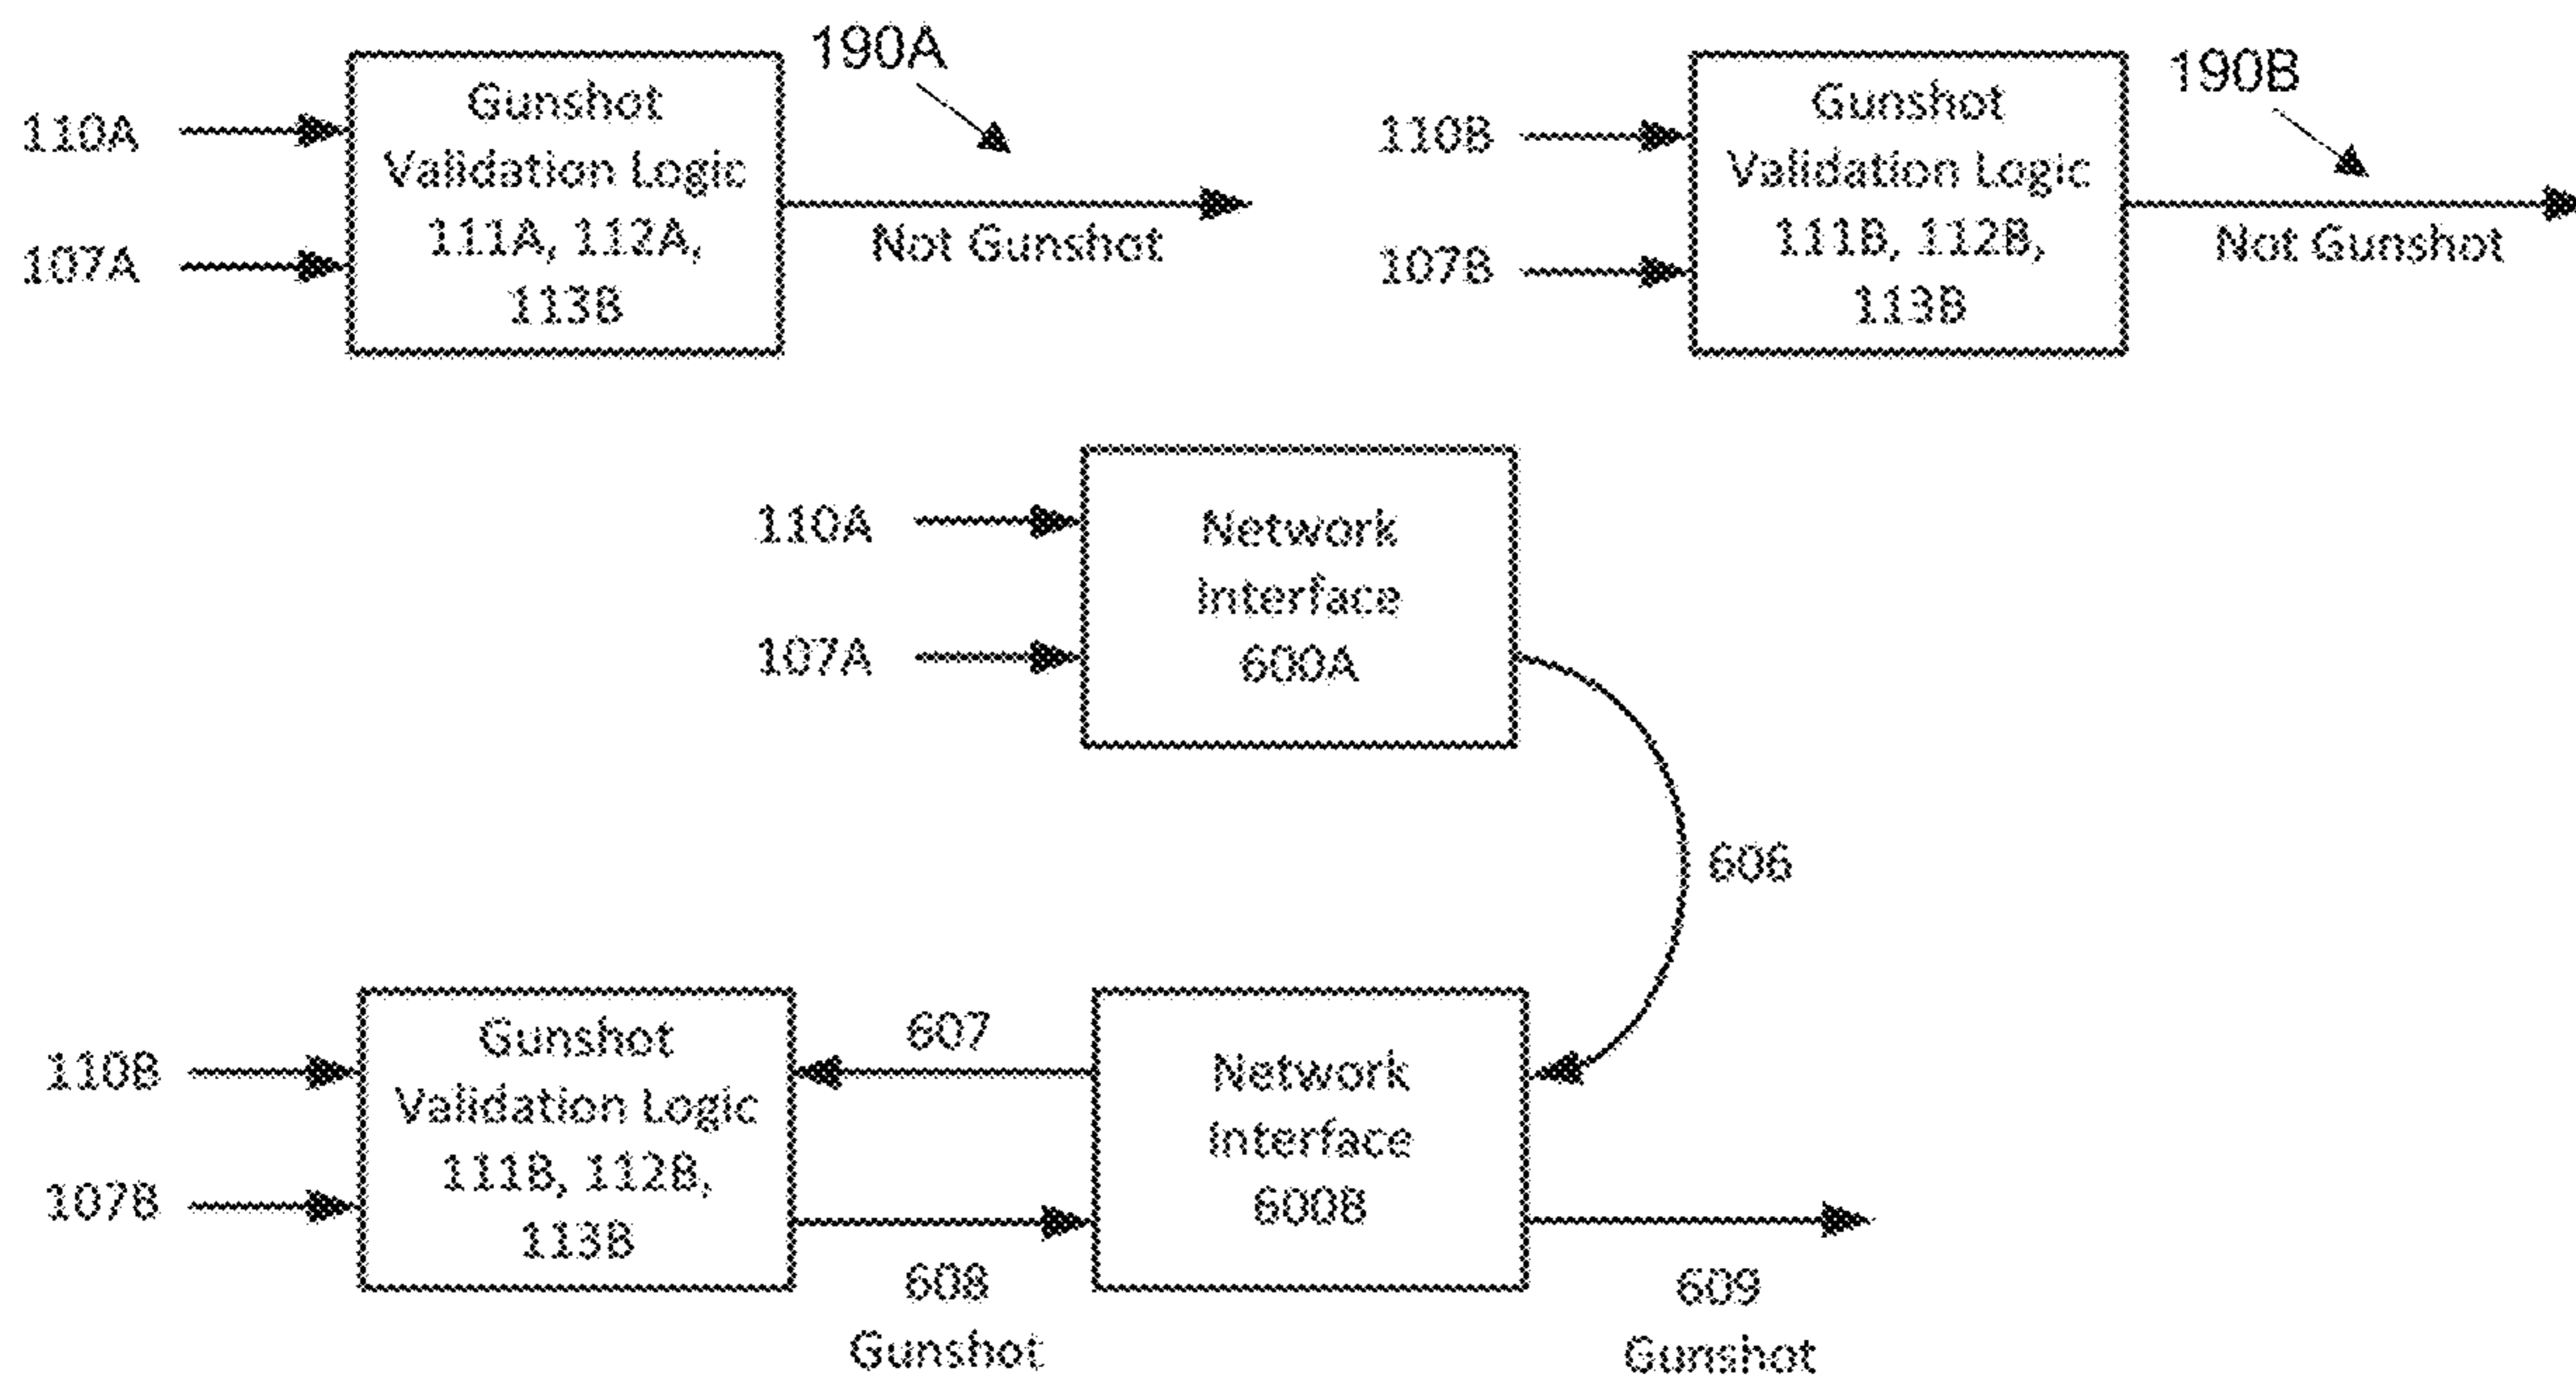 190A
110A
107A
Gunshot
Validation Logic
111A, 112A,
113B
Not Gunshot
190B
110B
107B
Gunshot
Validation Logic
111B, 112B,
113B
Not Gunshot
110A
107A
Network
Interface
600A
606
110B
107B
Gunshot
Validation Logic
111B, 112B,
113B
607
608
Gunshot
Network
Interface
600B
609
Gunshot